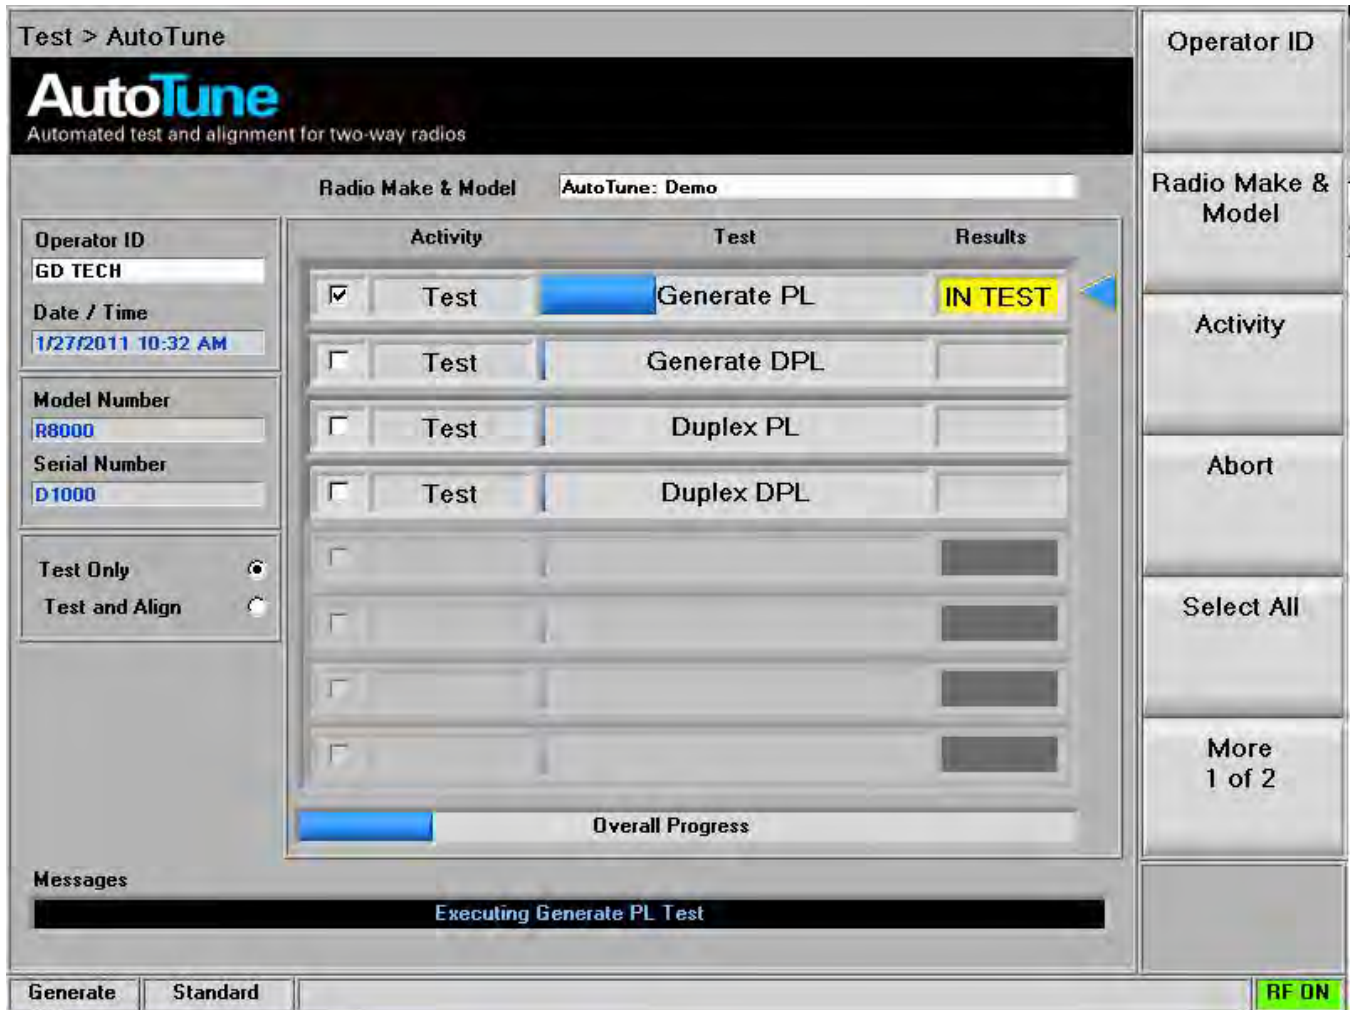 Test > AutoTune
AutoTune
Automated test and alignment for two-way radios
Radio Make & Model AutoTune: Demo
Operator ID
GD TECH
Date / Time
1/27/2011 10:32 AM
Model Number
R8000
Serial Number
D1000
Test Only
Test and Align
Activity Test Results
Test Generate PL IN TEST
Test Generate DPL
Test Duplex PL
Test Duplex DPL
Overall Progress
Messages
Executing Generate PL Test
Generate Standard RF ON
Operator ID
Radio Make &
Model
Activity
Abort
Select All
More
1 of 2